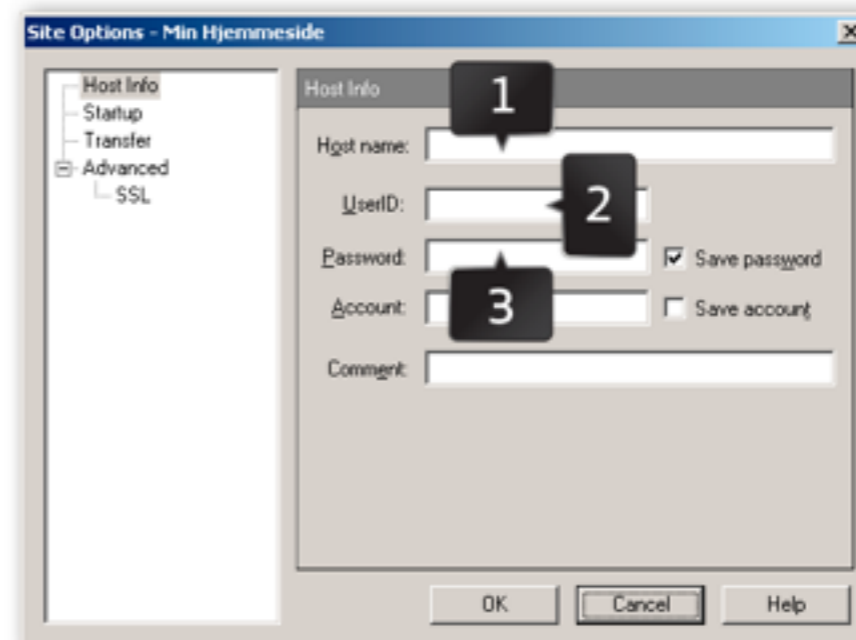 Site Options - Min Hjemmeside
Host Info
Startup
Transfer
Advanced
SSL
Host Info
1
Host name:
2
UserID:
Password:
Save password
3
Account:
Save account
Comment:
OK Cancel Help